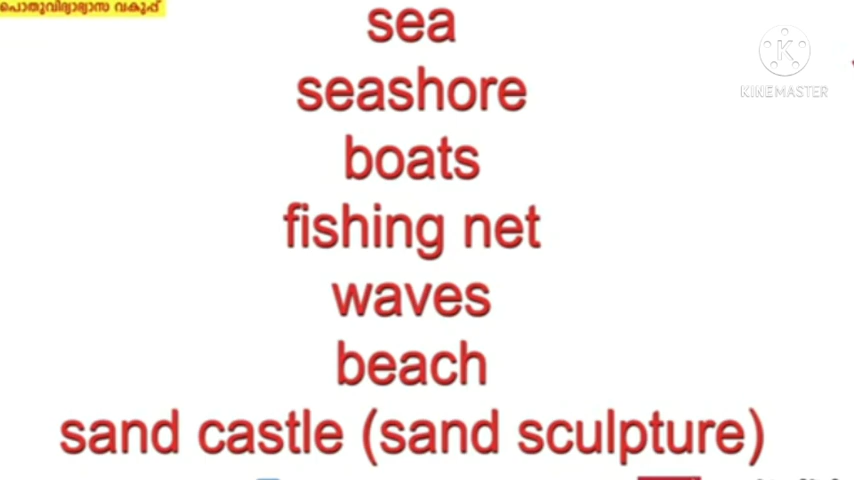 പൊതുവിദ്യാഭ്യാസ വകുപ്പ്
sea
KINEMASTER
seashore
boats
fishing net
waves
beach
sand castle (sand sculpture)